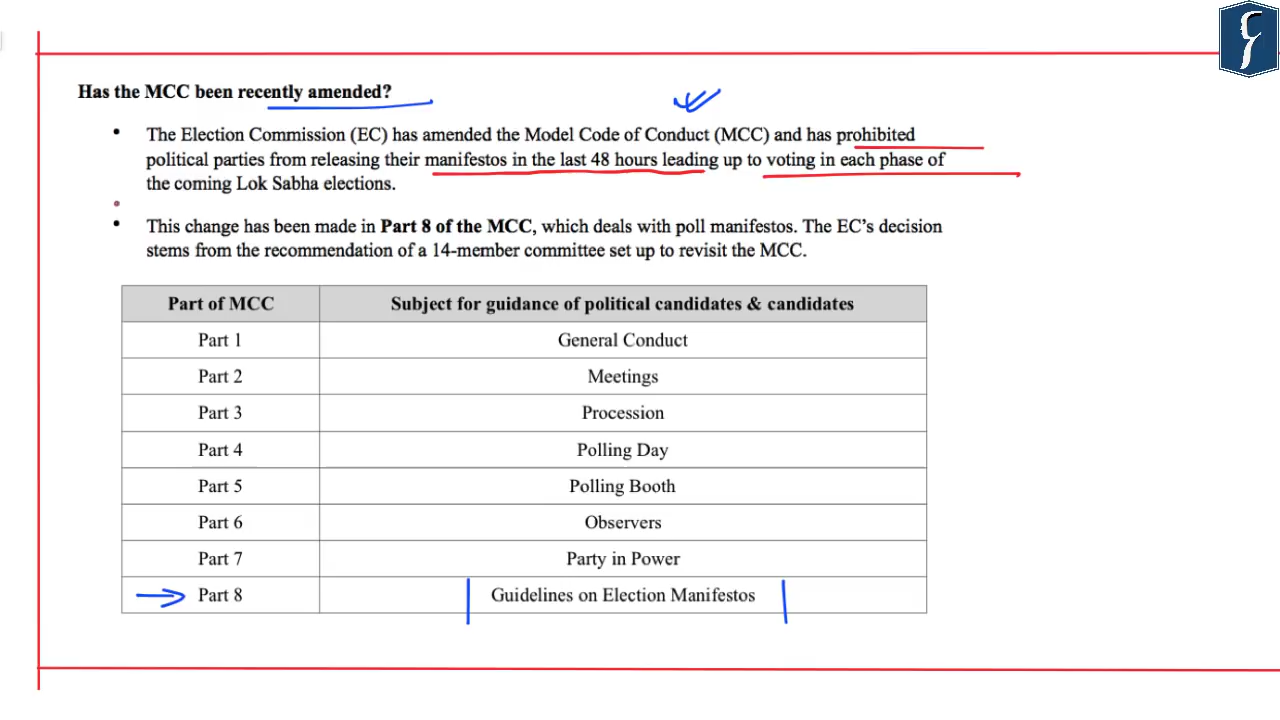 Has the MCC been recently amended?
• The Election Commission (EC) has amended the Model Code of Conduct (MCC) and has prohibited
political parties from releasing their manifestos in the last 48 hours leading up to voting in each phase of
the coming Lok Sabha elections.
• This change has been made in Part 8 of the MCC, which deals with poll manifestos. The EC’s decision
stems from the recommendation of a 14-member committee set up to revisit the MCC.
Part of MCC Subject for guidance of political candidates & candidates
Part 1 General Conduct
Part 2 Meetings
Part 3 Procession
Part 4 Polling Day
Part 5 Polling Booth
Part 6 Observers
Part 7 Party in Power
Part 8 Guidelines on Election Manifestos